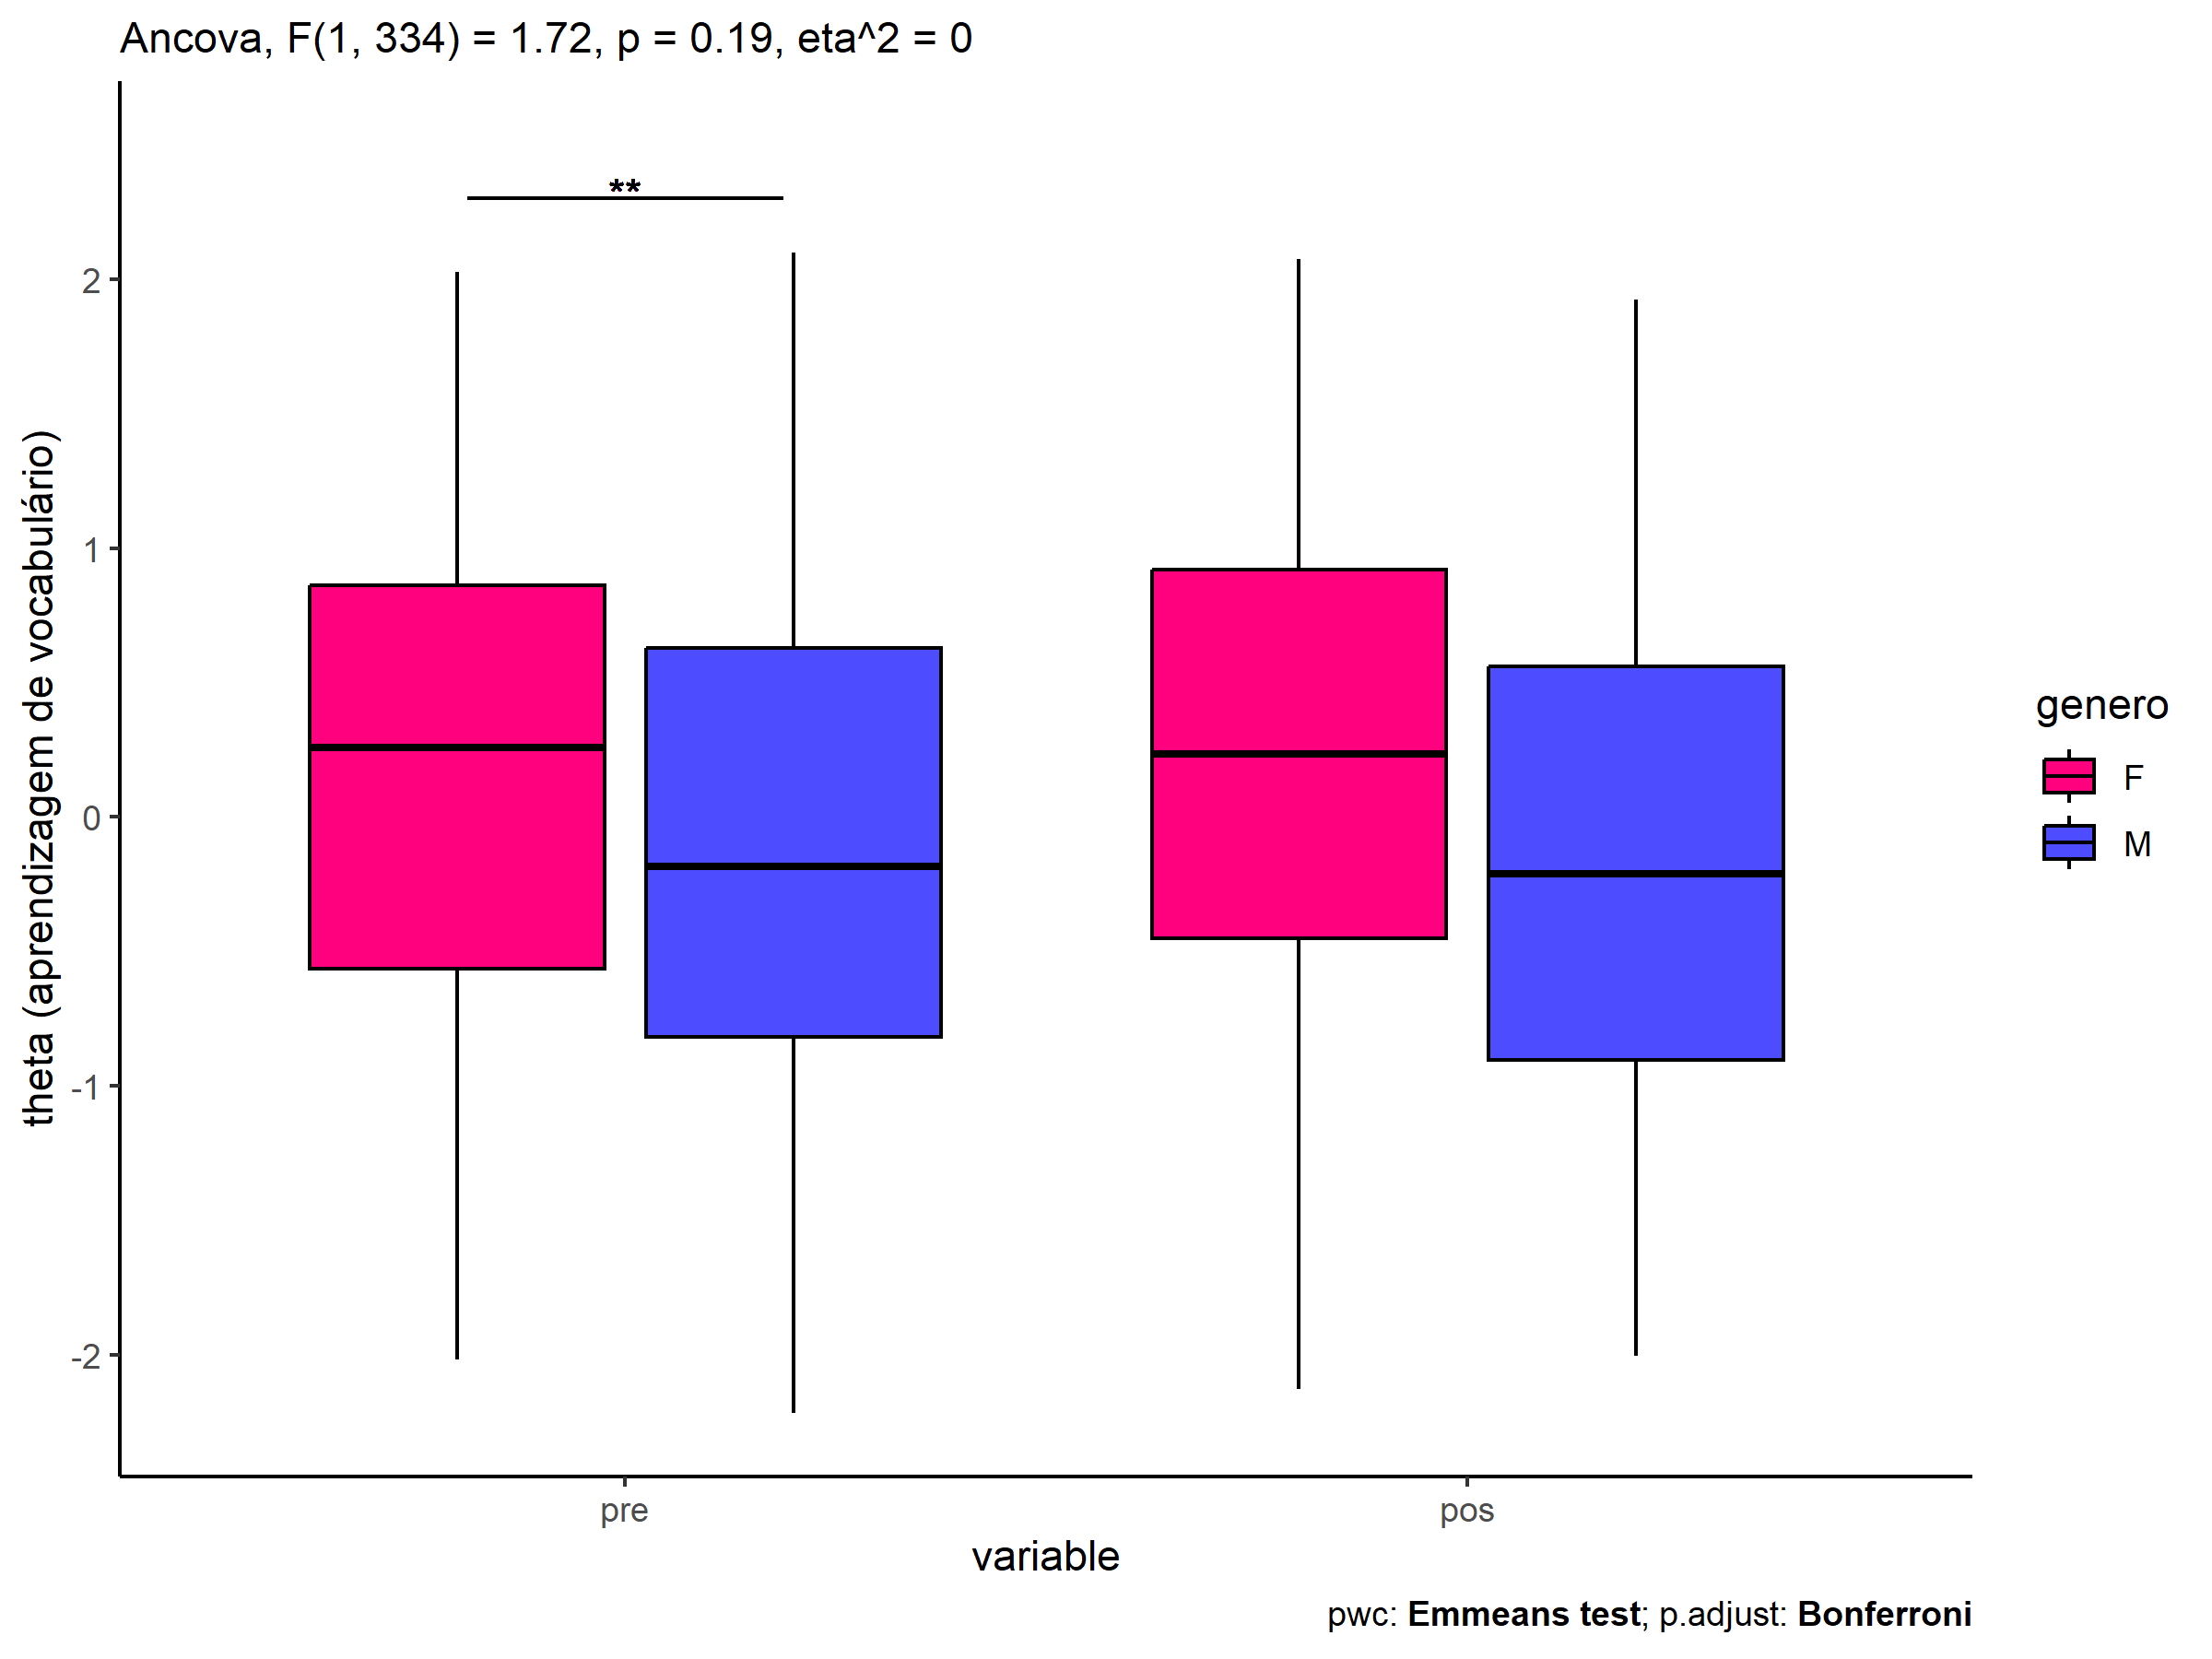 Ancova, F(1, 334) = 1.72, p = 0.19, eta^2 = 0
**
theta (aprendizagem de vocabulário)
2
1
0
-1
-2
pre
pos
variable
genero
F
M
pwc: Emmeans test; p.adjust: Bonferroni